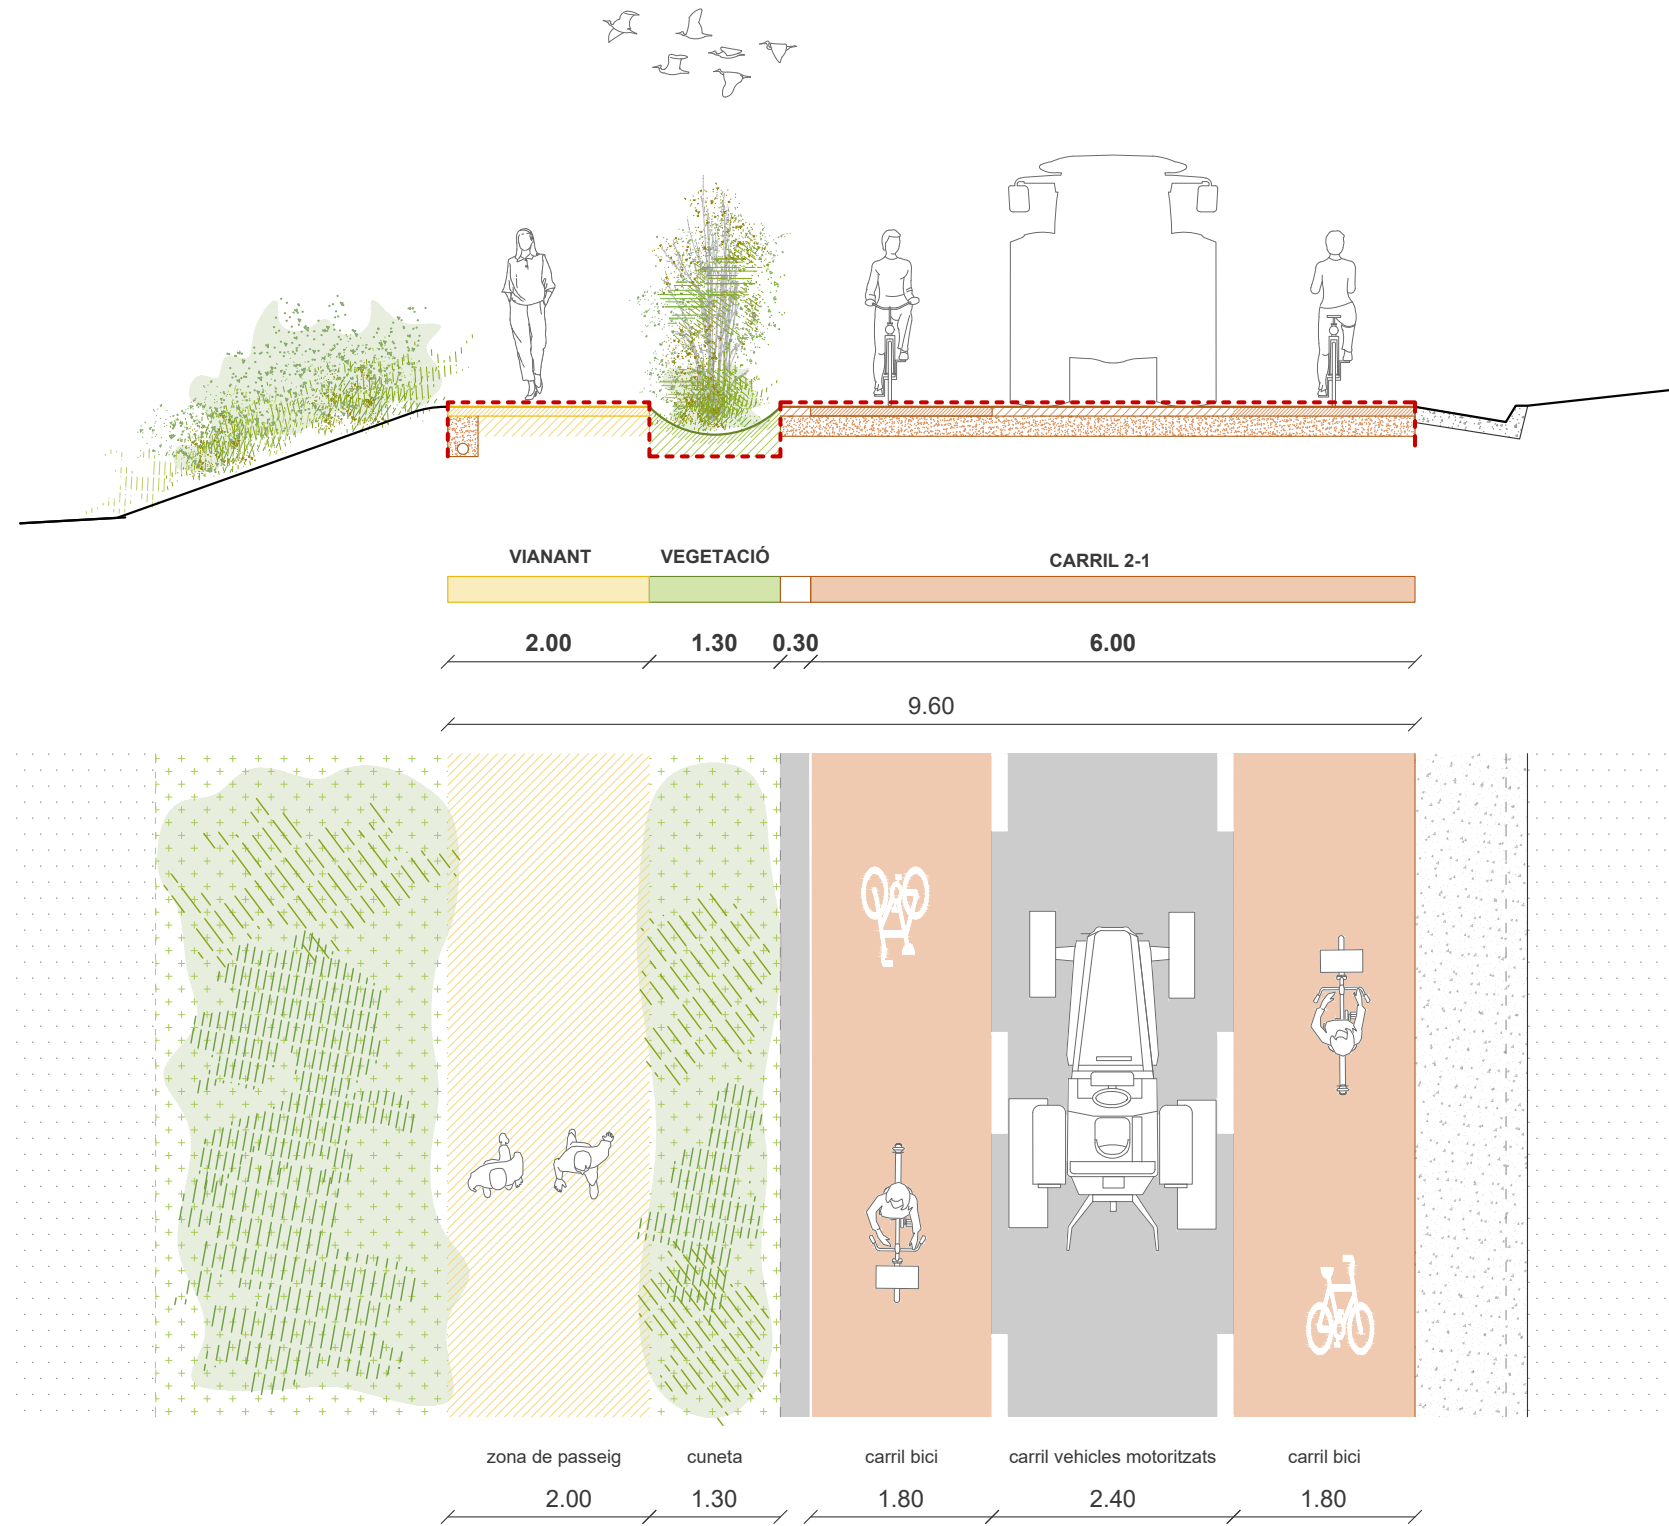 VIANANT VEGETACIÓ CARRIL 2-1
2.00 1.30 0.30 6.00
9.60
zona de passeig cuneta carril bici carril vehicles motoritzats carril bici
2.00 1.30 1.80 2.40 1.80